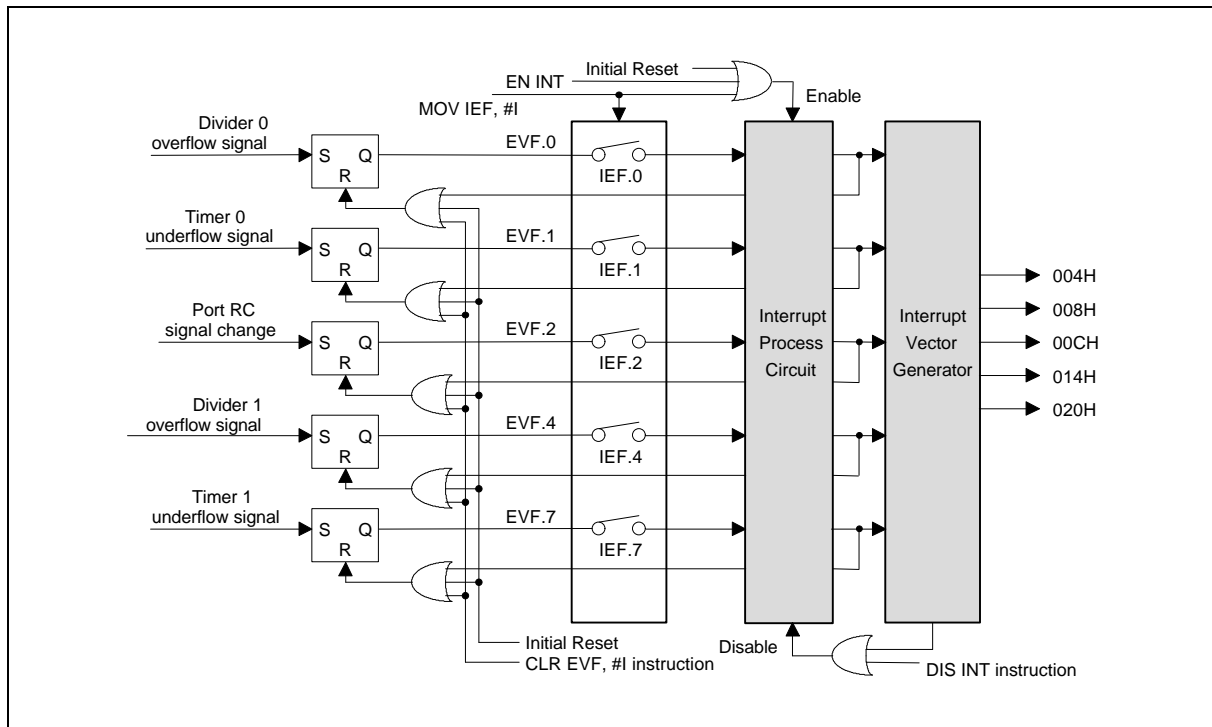 Initial Reset
EN INT
MOV IEF, #I
Enable
Divider 0
overflow signal
S Q
R
EVF.0
IEF.0
Timer 0
underflow signal
S Q
R
EVF.1
IEF.1
Port RC
signal change
S Q
R
EVF.2
IEF.2
Divider 1
overflow signal
S Q
R
EVF.4
IEF.4
Timer 1
underflow signal
S Q
R
EVF.7
IEF.7
Interrupt
Process
Circuit
Interrupt
Vector
Generator
004H
008H
00CH
014H
020H
Initial Reset
CLR EVF, #I instruction
Disable
DIS INT instruction